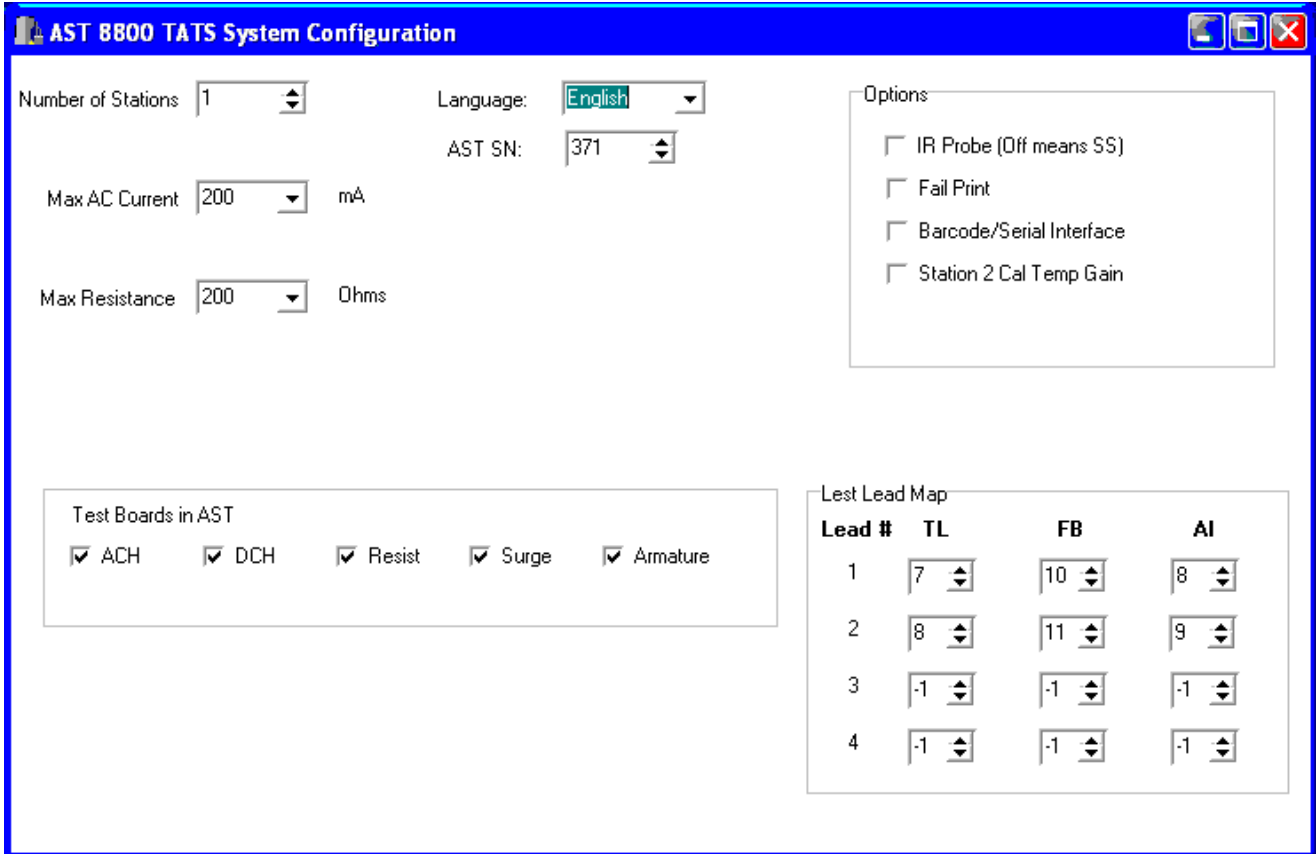 AST 8800 TATS System Configuration
Number of Stations 1 Language: English Options
AST SN: 371 IR Probe (Off means SS)
Max AC Current 200 mA Fail Print
Barcode/Serial Interface
Station 2 Cal Temp Gain
Max Resistance 200 Ohms
Test Boards in AST
ACH DCH Resist Surge Armature
Lest Lead Map
Lead # TL FB AI
1 7 10 8
2 8 11 9
3 -1 -1 -1
4 -1 -1 -1